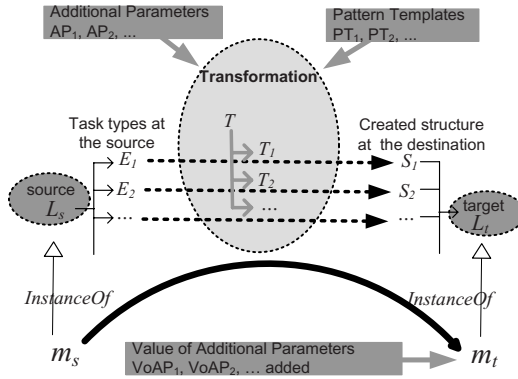 Additional Parameters
AP1, AP2, ...
Pattern Templates
PT1, PT2, ...
Transformation
Task types at
the source
Created structure
at the destination
T
E1
T1
S1
E2
T2
S2
...
...
...
source
Ls
target
Lt
InstanceOf
InstanceOf
ms
Value of Additional Parameters
VoAP1, VoAP2, ... added
mt